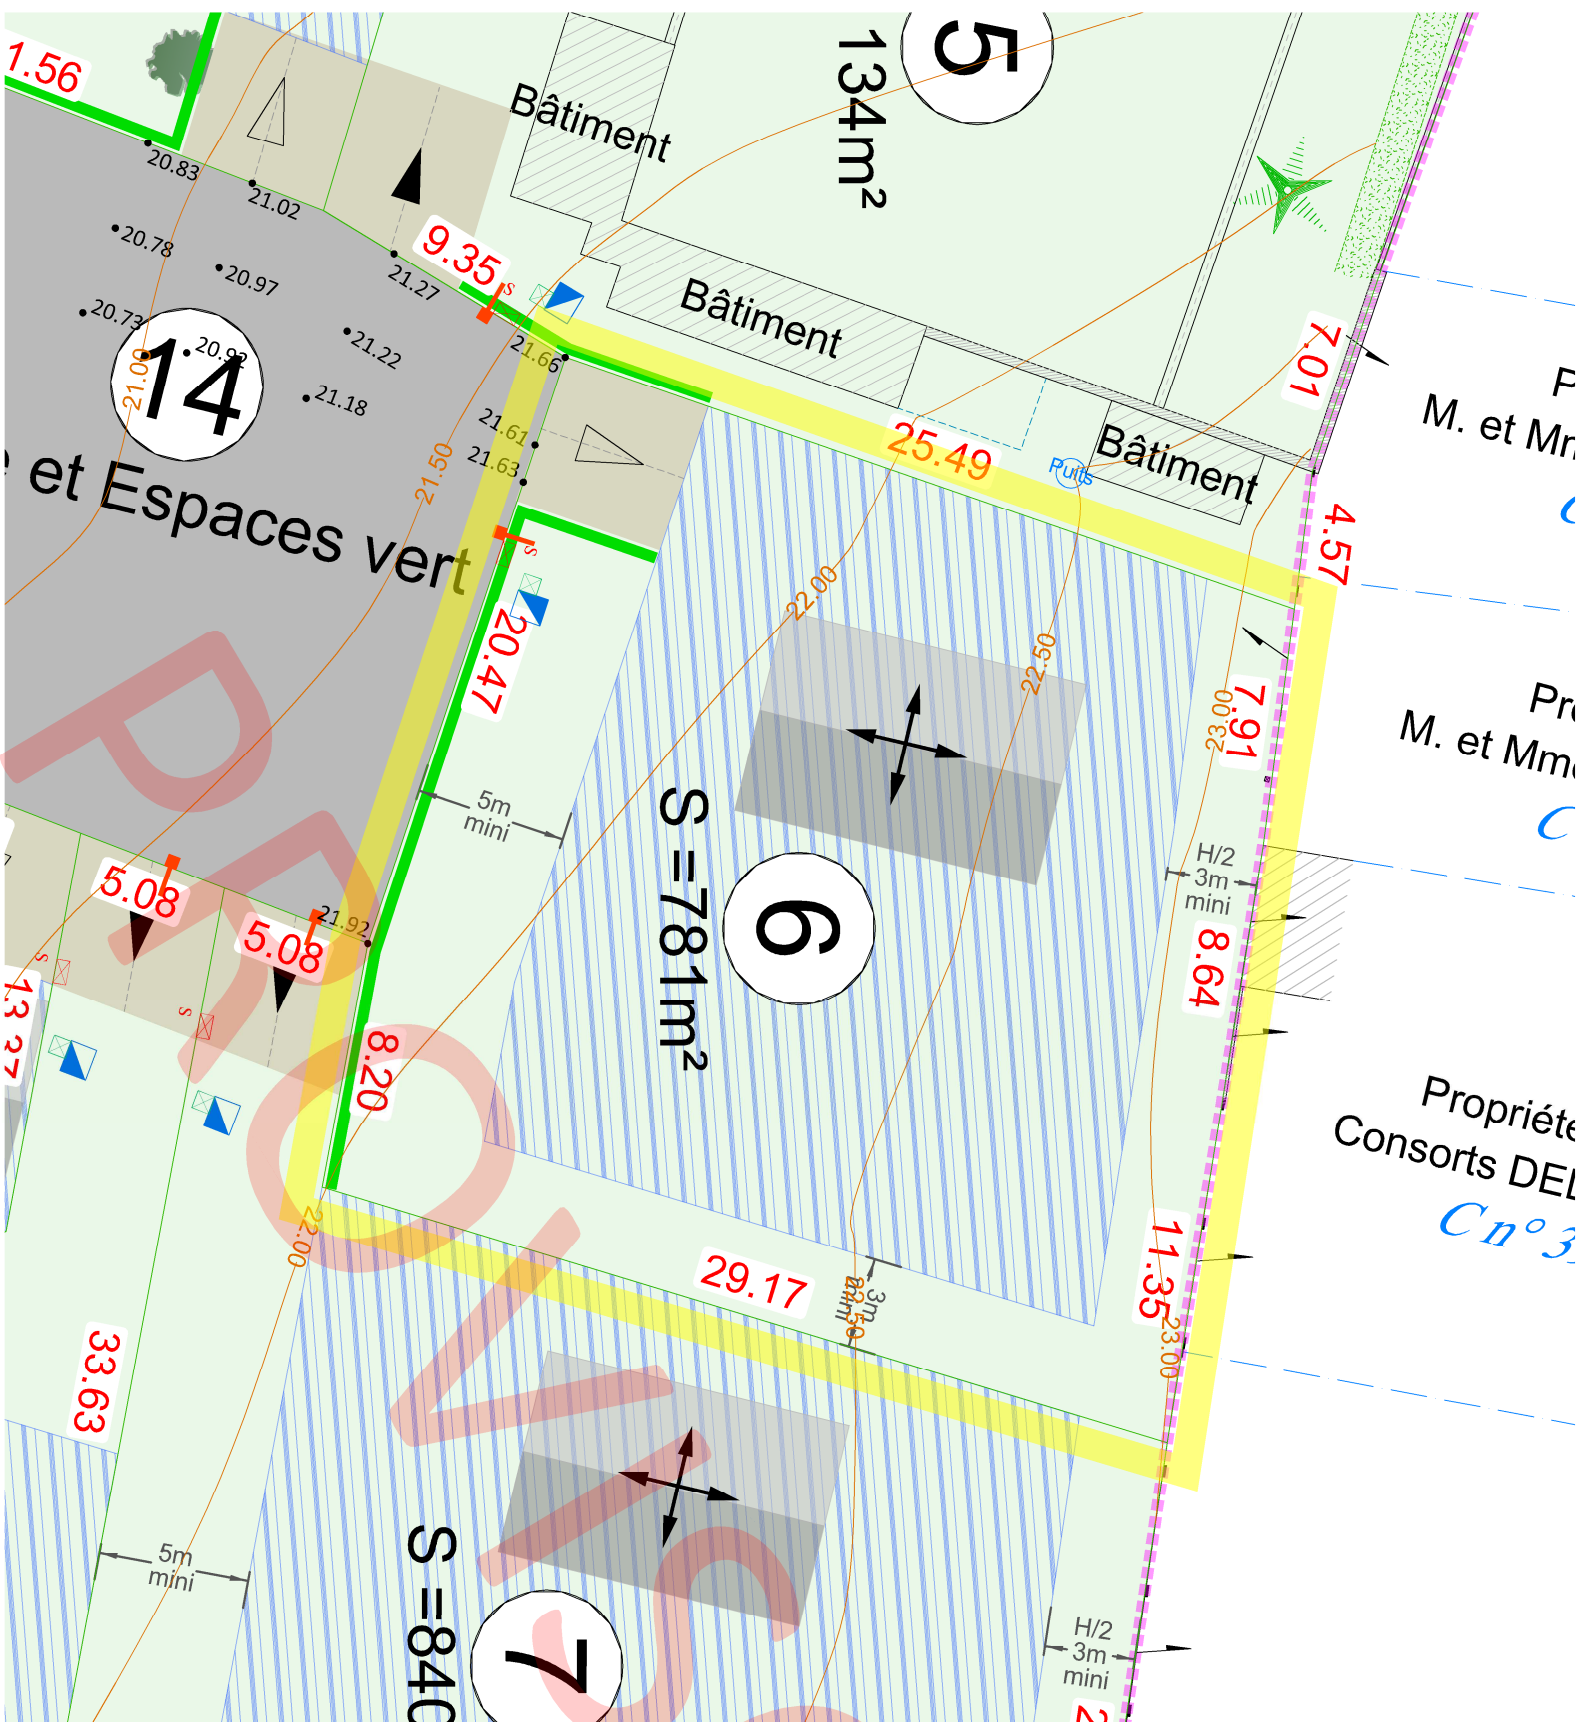 1.56
20.83
21.02
20.78
20.97
20.73
21.27
21.22
20.92
21.18
14
21.00
21.50
et Espaces vert
9.35
s
21.66
21.61
21.63
s
Bâtiment
Bâtiment
Bâtiment
5
134m²
25.49
Puits
7.01
4.57
M. et
22.00
22.50
23.00
7.91
M. et
20.47
5m
mini
S =781m²
6
H/2
3m
mini
8.64
5.08
5.08
21.92
s
s
8.20
Consorts
C n° 3
11.35
23.00
29.17
3m
mini
22.50
22.00
33.63
5m
mini
S =840
7
H/2
3m
mini
PROVISO